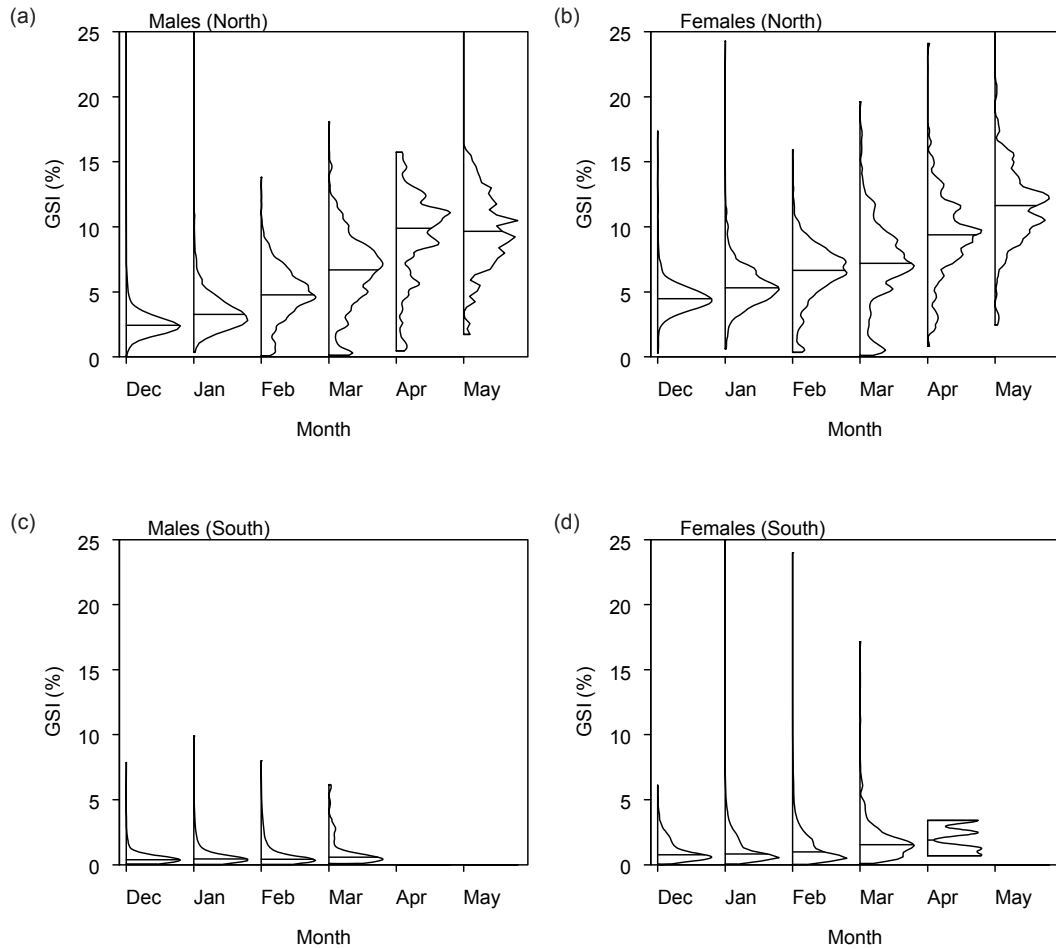 (a) Males (North)
25
20
15
10
5
0
GSI (%)
Dec Jan Feb Mar Apr May
Month
(b) Females (North)
25
20
15
10
5
0
GSI (%)
Dec Jan Feb Mar Apr May
Month
(c) Males (South)
25
20
15
10
5
0
GSI (%)
Dec Jan Feb Mar Apr May
Month
(d) Females (South)
25
20
15
10
5
0
GSI (%)
Dec Jan Feb Mar Apr May
Month